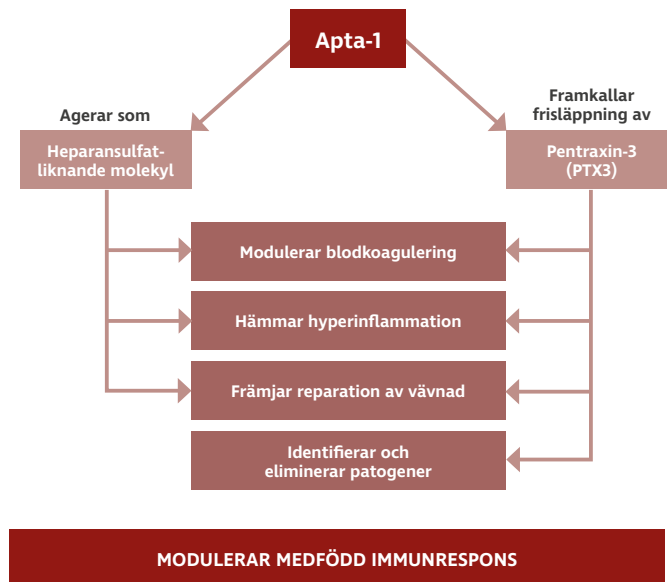 Apta-1
Agerar som
Framkallar
frisläppning av
Heparansulfat-
liknande molekyl
Pentraxin-3
(PTX3)
Modulerar blodkoagulering
Hämmar hyperinflammation
Främjar reparation av vävnad
Identifierar och
eliminerar patogener
MODULERAR MEDFÖDD IMMUNRESPONS